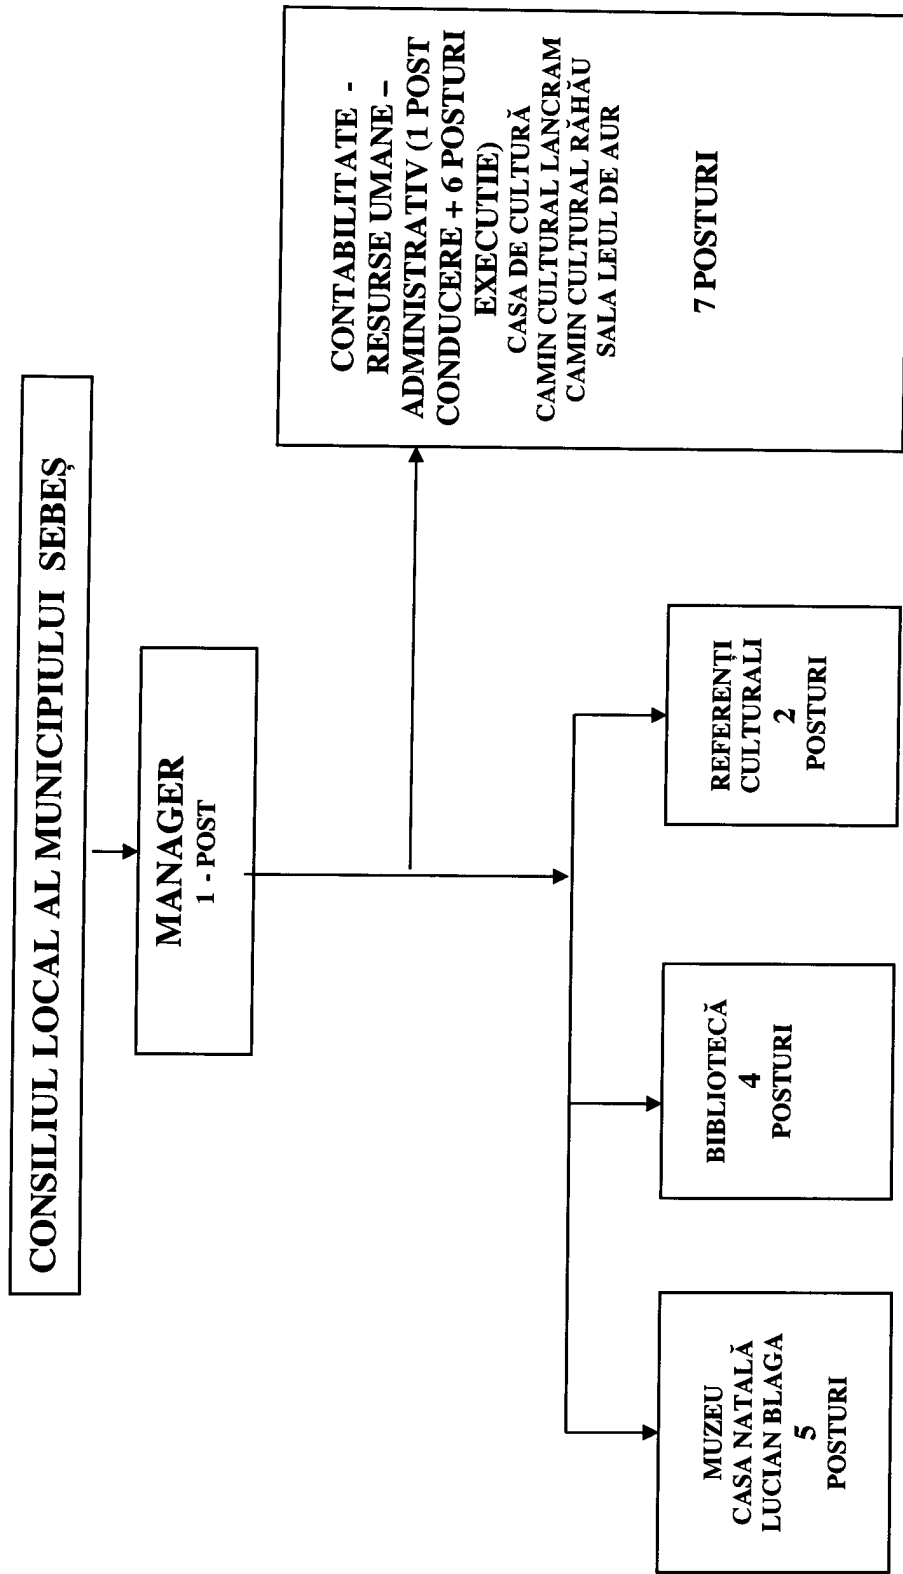 CONSILIUL LOCAL AL MUNICIPIULUI SEBEȘ
MANAGER
1 - POST
CONTABILITATE -
RESURSE UMANE –
ADMINISTRATIV (1 POST
CONDUCERE + 6 POSTURI
EXECUTIE)
CASA DE CULTURĂ
CAMIN CULTURAL LANCRAM
CAMIN CULTURAL RĂHĂU
SALA LEUL DE AUR
7 POSTURI
MUZEU
CASA NATALĂ
LUCIAN BLAGA
5
POSTURI
BIBLIOTECĂ
4
POSTURI
REFERENȚI
CULTURALI
2
POSTURI